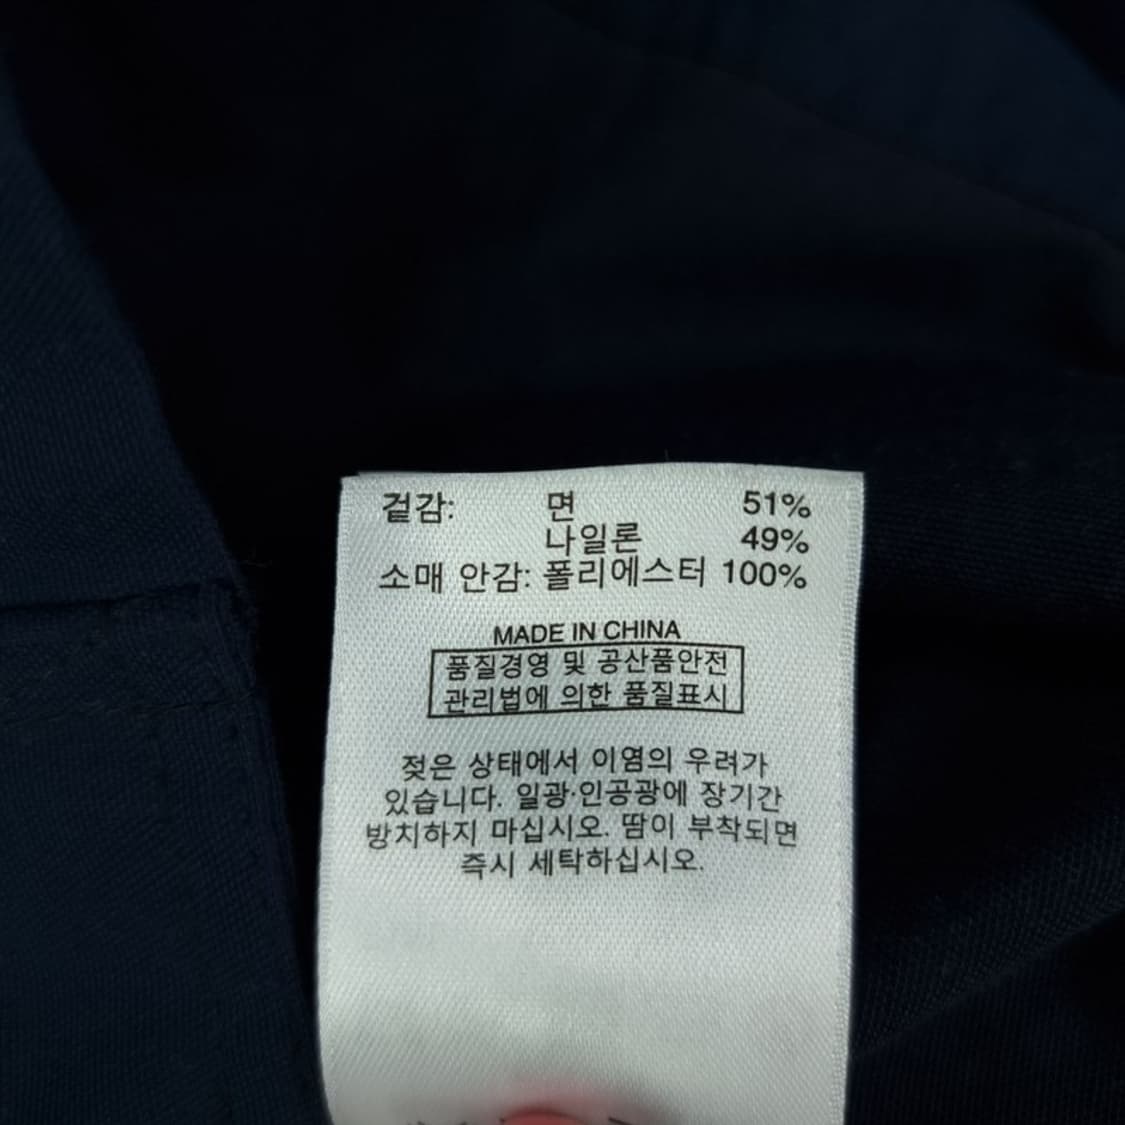 겉감: 면 51%
나일론 49%
소매 안감: 폴리에스터 100%
MADE IN CHINA
품질경영 및 공산품안전
관리법에 의한 품질표시
젖은 상태에서 이염의 우려가
있습니다. 일광·인공광에 장기간
방치하지 마십시오. 땀이 부착되면
즉시 세탁하십시오.